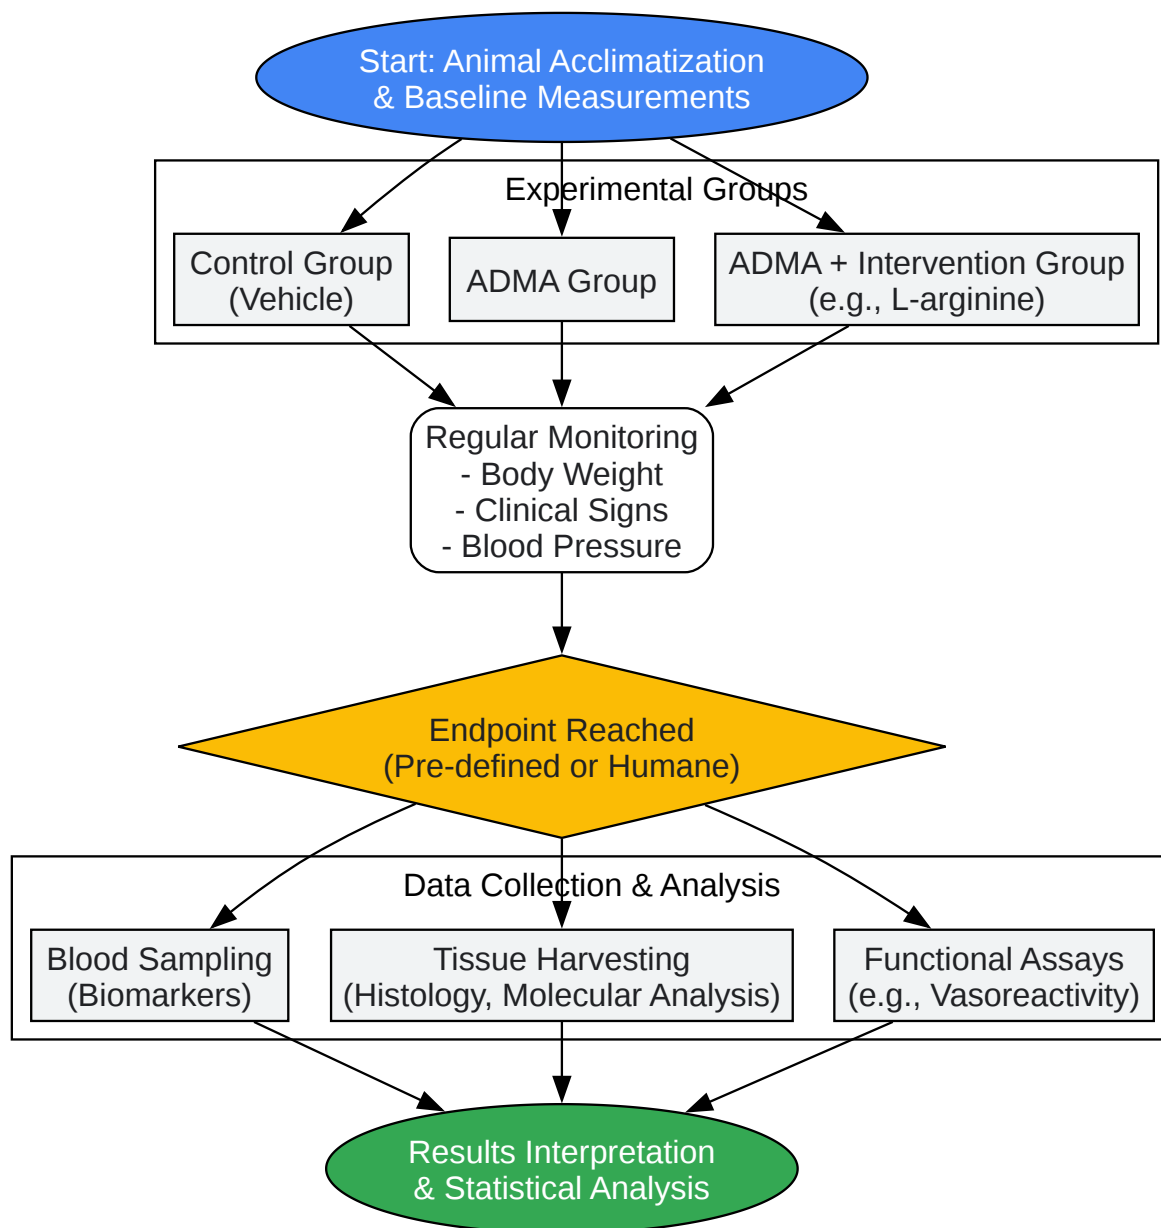 Start: Animal Acclimatization
& Baseline Measurements
Experimental Groups
Control Group
(Vehicle)
ADMA Group
ADMA + Intervention Group
(e.g., L-arginine)
Regular Monitoring
- Body Weight
- Clinical Signs
- Blood Pressure
Endpoint Reached
(Pre-defined or Humane)
Data Collection & Analysis
Blood Sampling
(Biomarkers)
Tissue Harvesting
(Histology, Molecular Analysis)
Functional Assays
(e.g., Vasoreactivity)
Results Interpretation
& Statistical Analysis